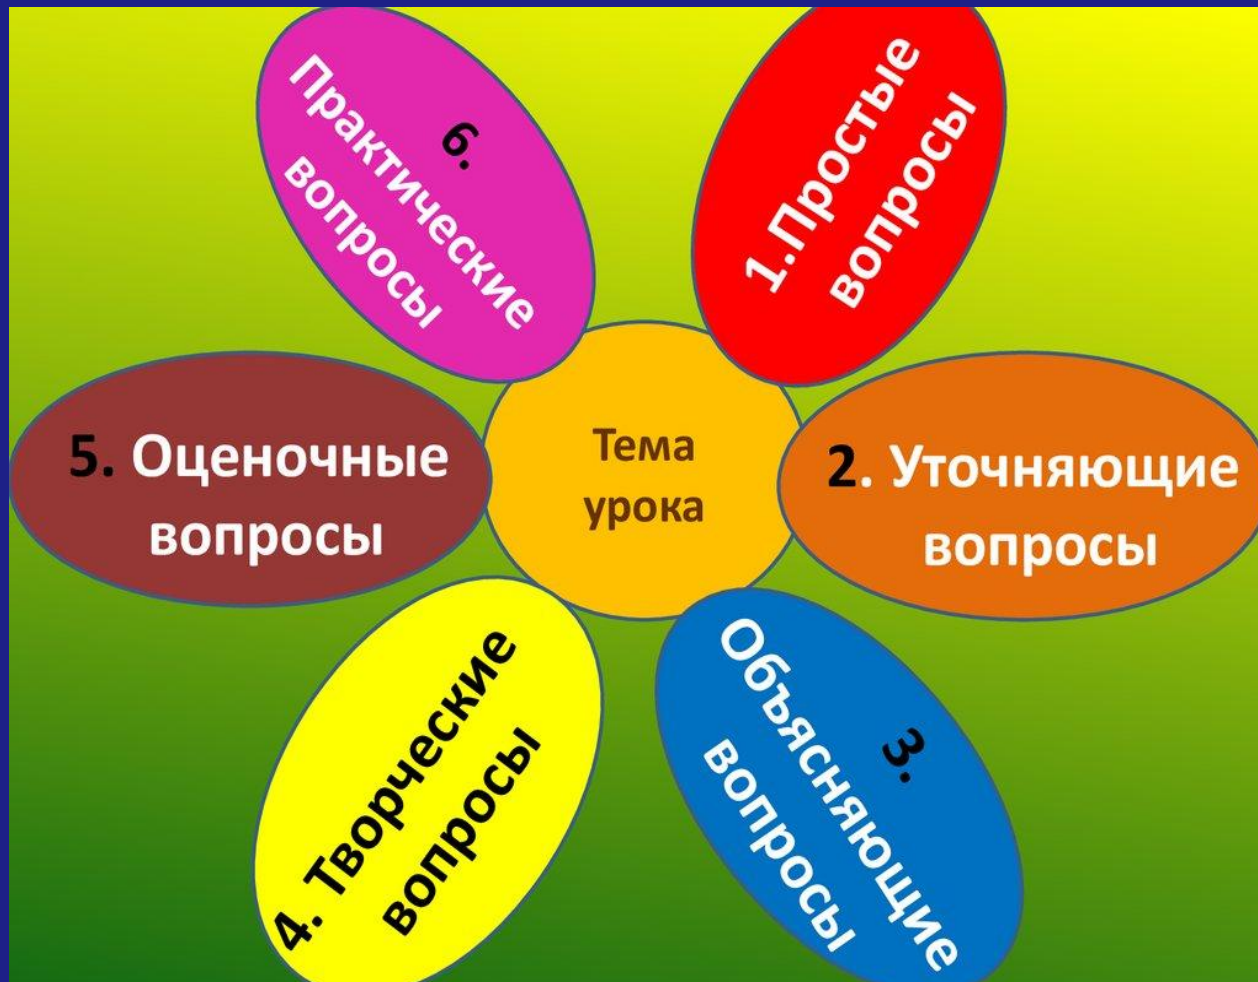 Тема
урока
1.Простые
вопросы
2. Уточняющие
вопросы
3.
Объясняющие
вопросы
4. Творческие
вопросы
5. Оценочные
вопросы
6.
Практические
вопросы